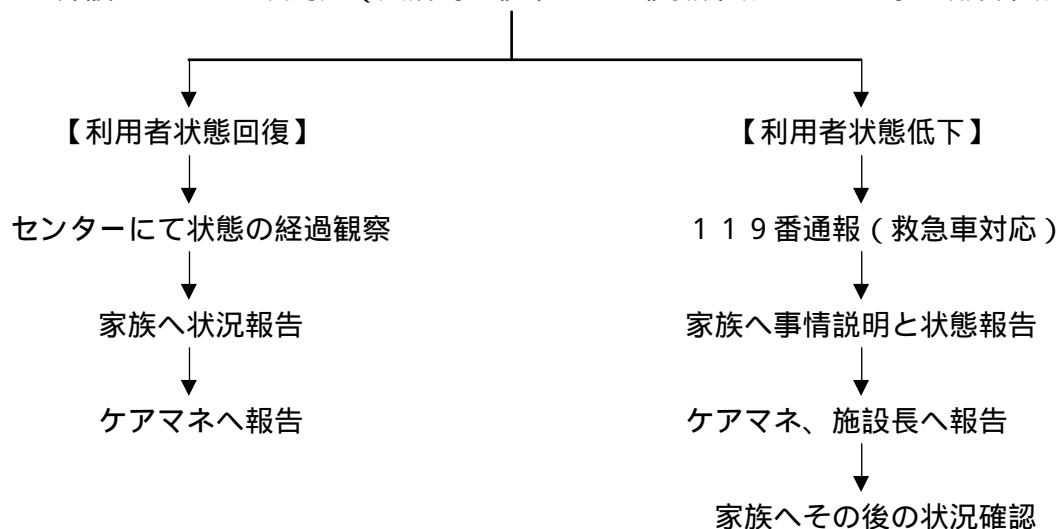 【利用者状態回復】
【利用者状態低下】
センターにて状態の経過観察
119番通報(救急車対応)
家族へ状況報告
家族へ事情説明と状態報告
ケアマネへ報告
ケアマネ、施設長へ報告
家族へその後の状況確認